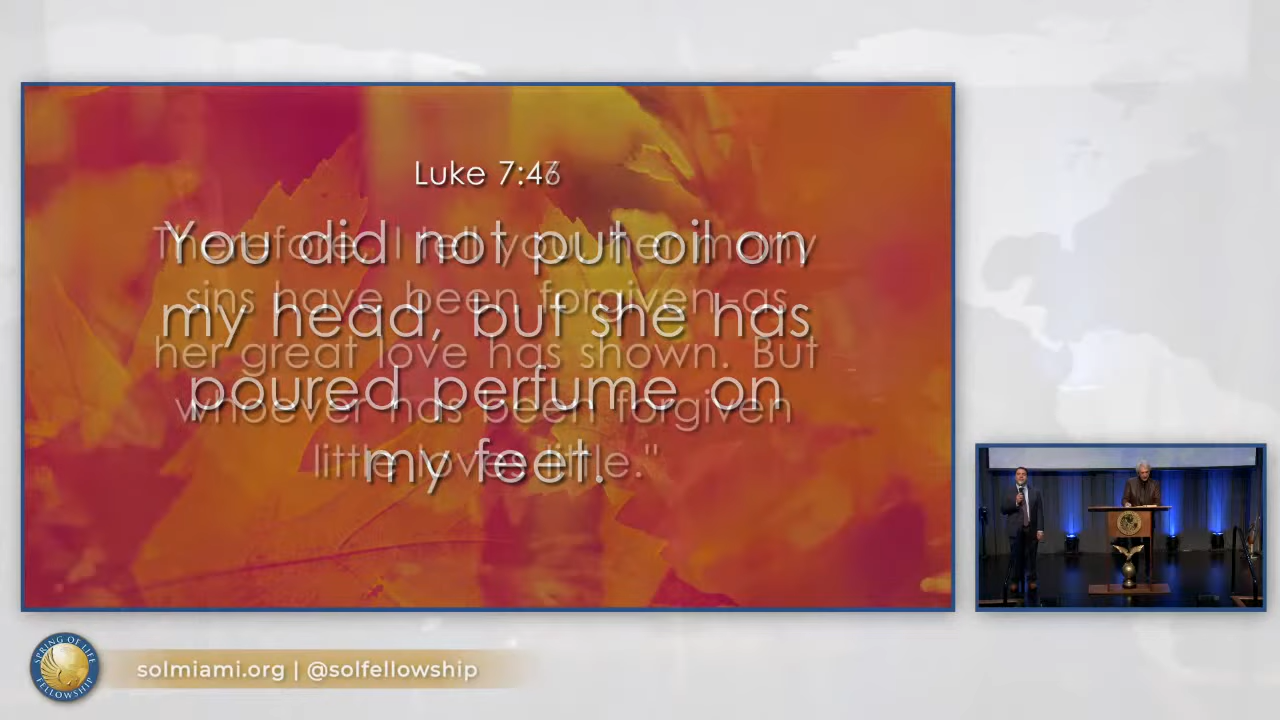 Luke 7:46
You did not put oil on
my head, but she has
poured perfume on
my feet.
Therefore, I tell you, her many
sins have been forgiven-as
her great love has shown. But
whoever has been forgiven
little loves little."
SPRING OF LIFE
FELLOWSHIP
solmiami.org | @solfellowship